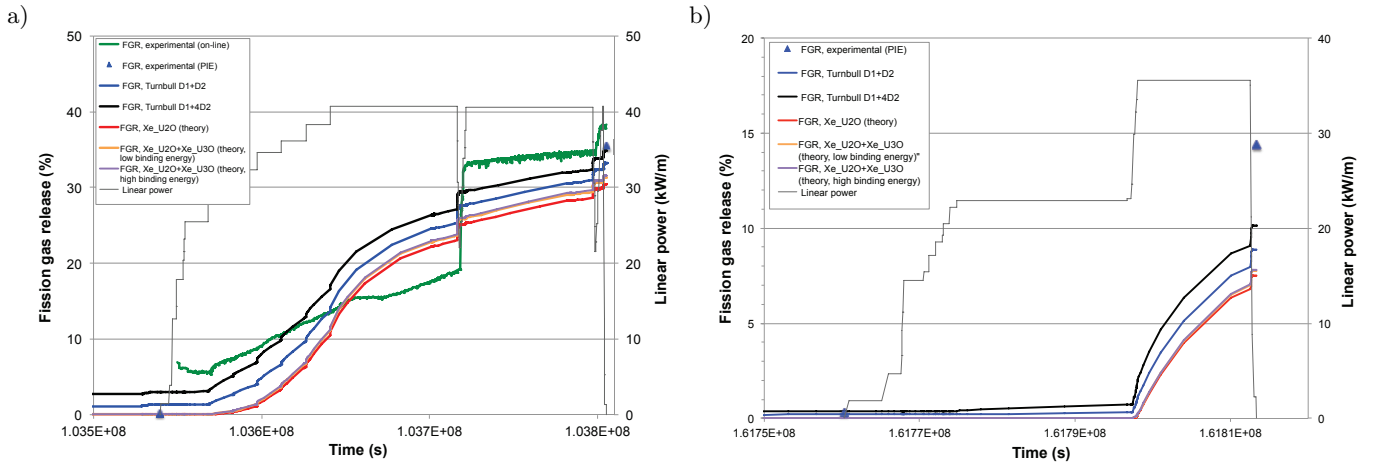 a)
50
40
30
20
10
0
Fission gas release (%)
FGR, experimental (on-line)
FGR, experimental (PIE)
FGR, Turnbull D1+D2
FGR, Turnbull D1+4D2
FGR, Xe_U2O (theory)
FGR, Xe_U2O+Xe_U3O (theory,
low binding energy)
FGR, Xe_U2O+Xe_U3O (theory,
high binding energy)
Linear power
50
40
30
20
10
0
Linear power (kW/m)
1.035E+08
1.036E+08
1.037E+08
1.038E+08
Time (s)
b)
20
15
10
5
0
Fission gas release (%)
FGR, experimental (PIE)
FGR, Turnbull D1+D2
FGR, Turnbull D1+4D2
FGR, Xe_U2O (theory)
FGR, Xe_U2O+Xe_U3O
(theory, low binding energy)"
FGR, Xe_U2O+Xe_U3O
(theory, high binding energy)
Linear power
40
30
20
10
0
Linear power (kW/m)
1.6175E+08
1.6177E+08
1.6179E+08
1.6181E+08
Time (s)